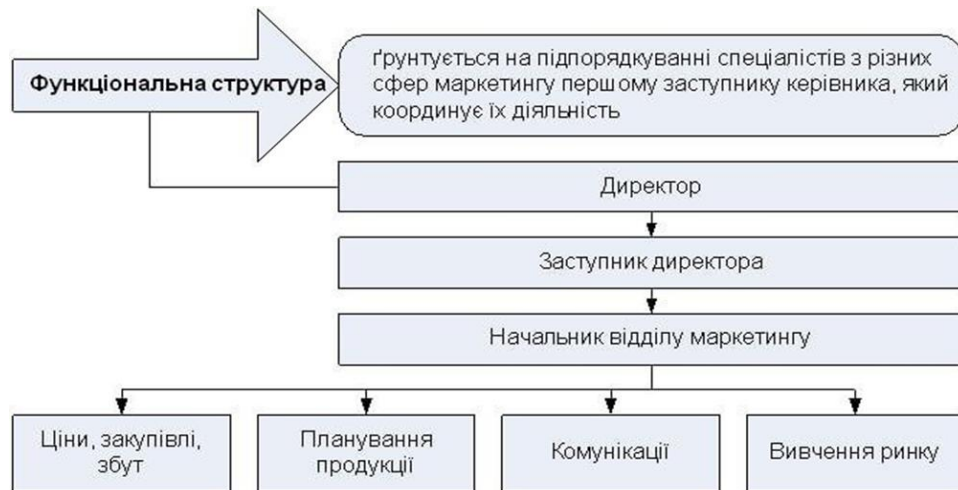 Функціональна структура
ґрунтується на підпорядкуванні спеціалістів з різних
сфер маркетингу першому заступнику керівника, який
координує їх діяльність
Директор
Заступник директора
Начальник відділу маркетингу
Ціни, закупівлі,
збут
Планування
продукції
Комунікації
Вивчення ринку